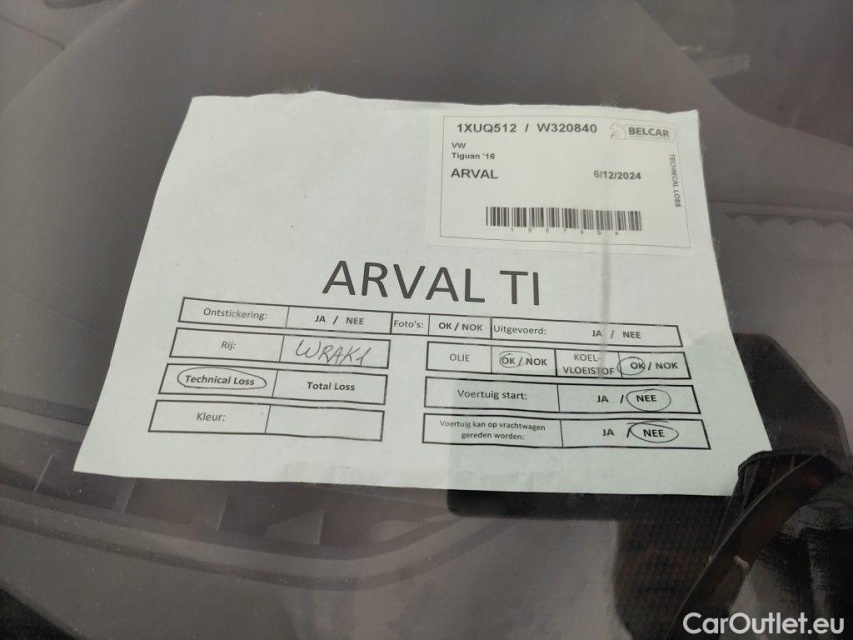 1XUQ512 / W320840 BELCAR
VW
Tiguan '16
ARVAL 6/12/2024
TECHNICAL LOSS
ARVAL TI
Ontstickering: JA / NEE Foto's: OK / NOK Uitgevoerd: JA / NEE
Rij: WRAK1 OLIE OK / NOK KOEL-VLOEISTOF OK / NOK
Technical Loss Total Loss Voertuig start: JA / NEE
Kleur: Voertuig kan op vrachtwagen gereden worden: JA / NEE
CarOutlet.eu